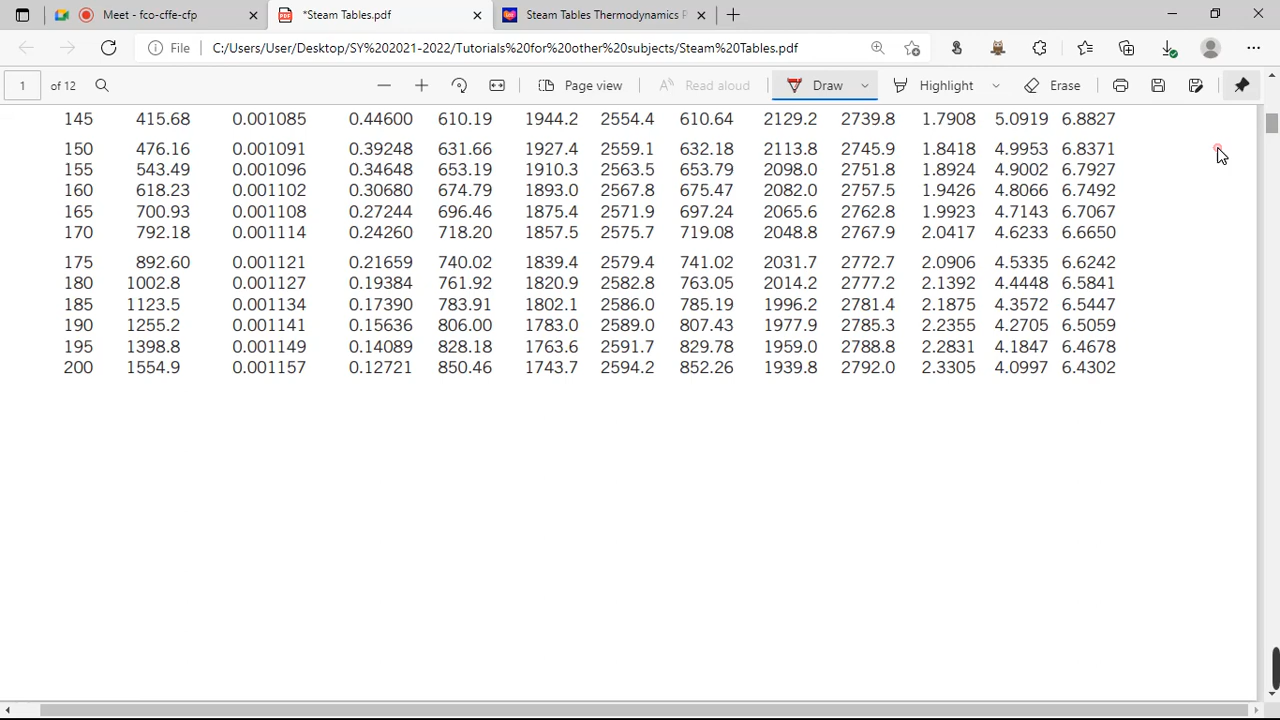 Meet - fco-cffe-cfp
*Steam Tables.pdf
Steam Tables Thermodynamics P
File C:/Users/User/Desktop/SY%202021-2022/Tutorials%20for%20other%20subjects/Steam%20Tables.pdf
1 of 12 Page view Read aloud Draw Highlight Erase
145 415.68 0.001085 0.44600 610.19 1944.2 2554.4 610.64 2129.2 2739.8 1.7908 5.0919 6.8827
150 476.16 0.001091 0.39248 631.66 1927.4 2559.1 632.18 2113.8 2745.9 1.8418 4.9953 6.8371
155 543.49 0.001096 0.34648 653.19 1910.3 2563.5 653.79 2098.0 2751.8 1.8924 4.9002 6.7927
160 618.23 0.001102 0.30680 674.79 1893.0 2567.8 675.47 2082.0 2757.5 1.9426 4.8066 6.7492
165 700.93 0.001108 0.27244 696.46 1875.4 2571.9 697.24 2065.6 2762.8 1.9923 4.7143 6.7067
170 792.18 0.001114 0.24260 718.20 1857.5 2575.7 719.08 2048.8 2767.9 2.0417 4.6233 6.6650
175 892.60 0.001121 0.21659 740.02 1839.4 2579.4 741.02 2031.7 2772.7 2.0906 4.5335 6.6242
180 1002.8 0.001127 0.19384 761.92 1820.9 2582.8 763.05 2014.2 2777.2 2.1392 4.4448 6.5841
185 1123.5 0.001134 0.17390 783.91 1802.1 2586.0 785.19 1996.2 2781.4 2.1875 4.3572 6.5447
190 1255.2 0.001141 0.15636 806.00 1783.0 2589.0 807.43 1977.9 2785.3 2.2355 4.2705 6.5059
195 1398.8 0.001149 0.14089 828.18 1763.6 2591.7 829.78 1959.0 2788.8 2.2831 4.1847 6.4678
200 1554.9 0.001157 0.12721 850.46 1743.7 2594.2 852.26 1939.8 2792.0 2.3305 4.0997 6.4302